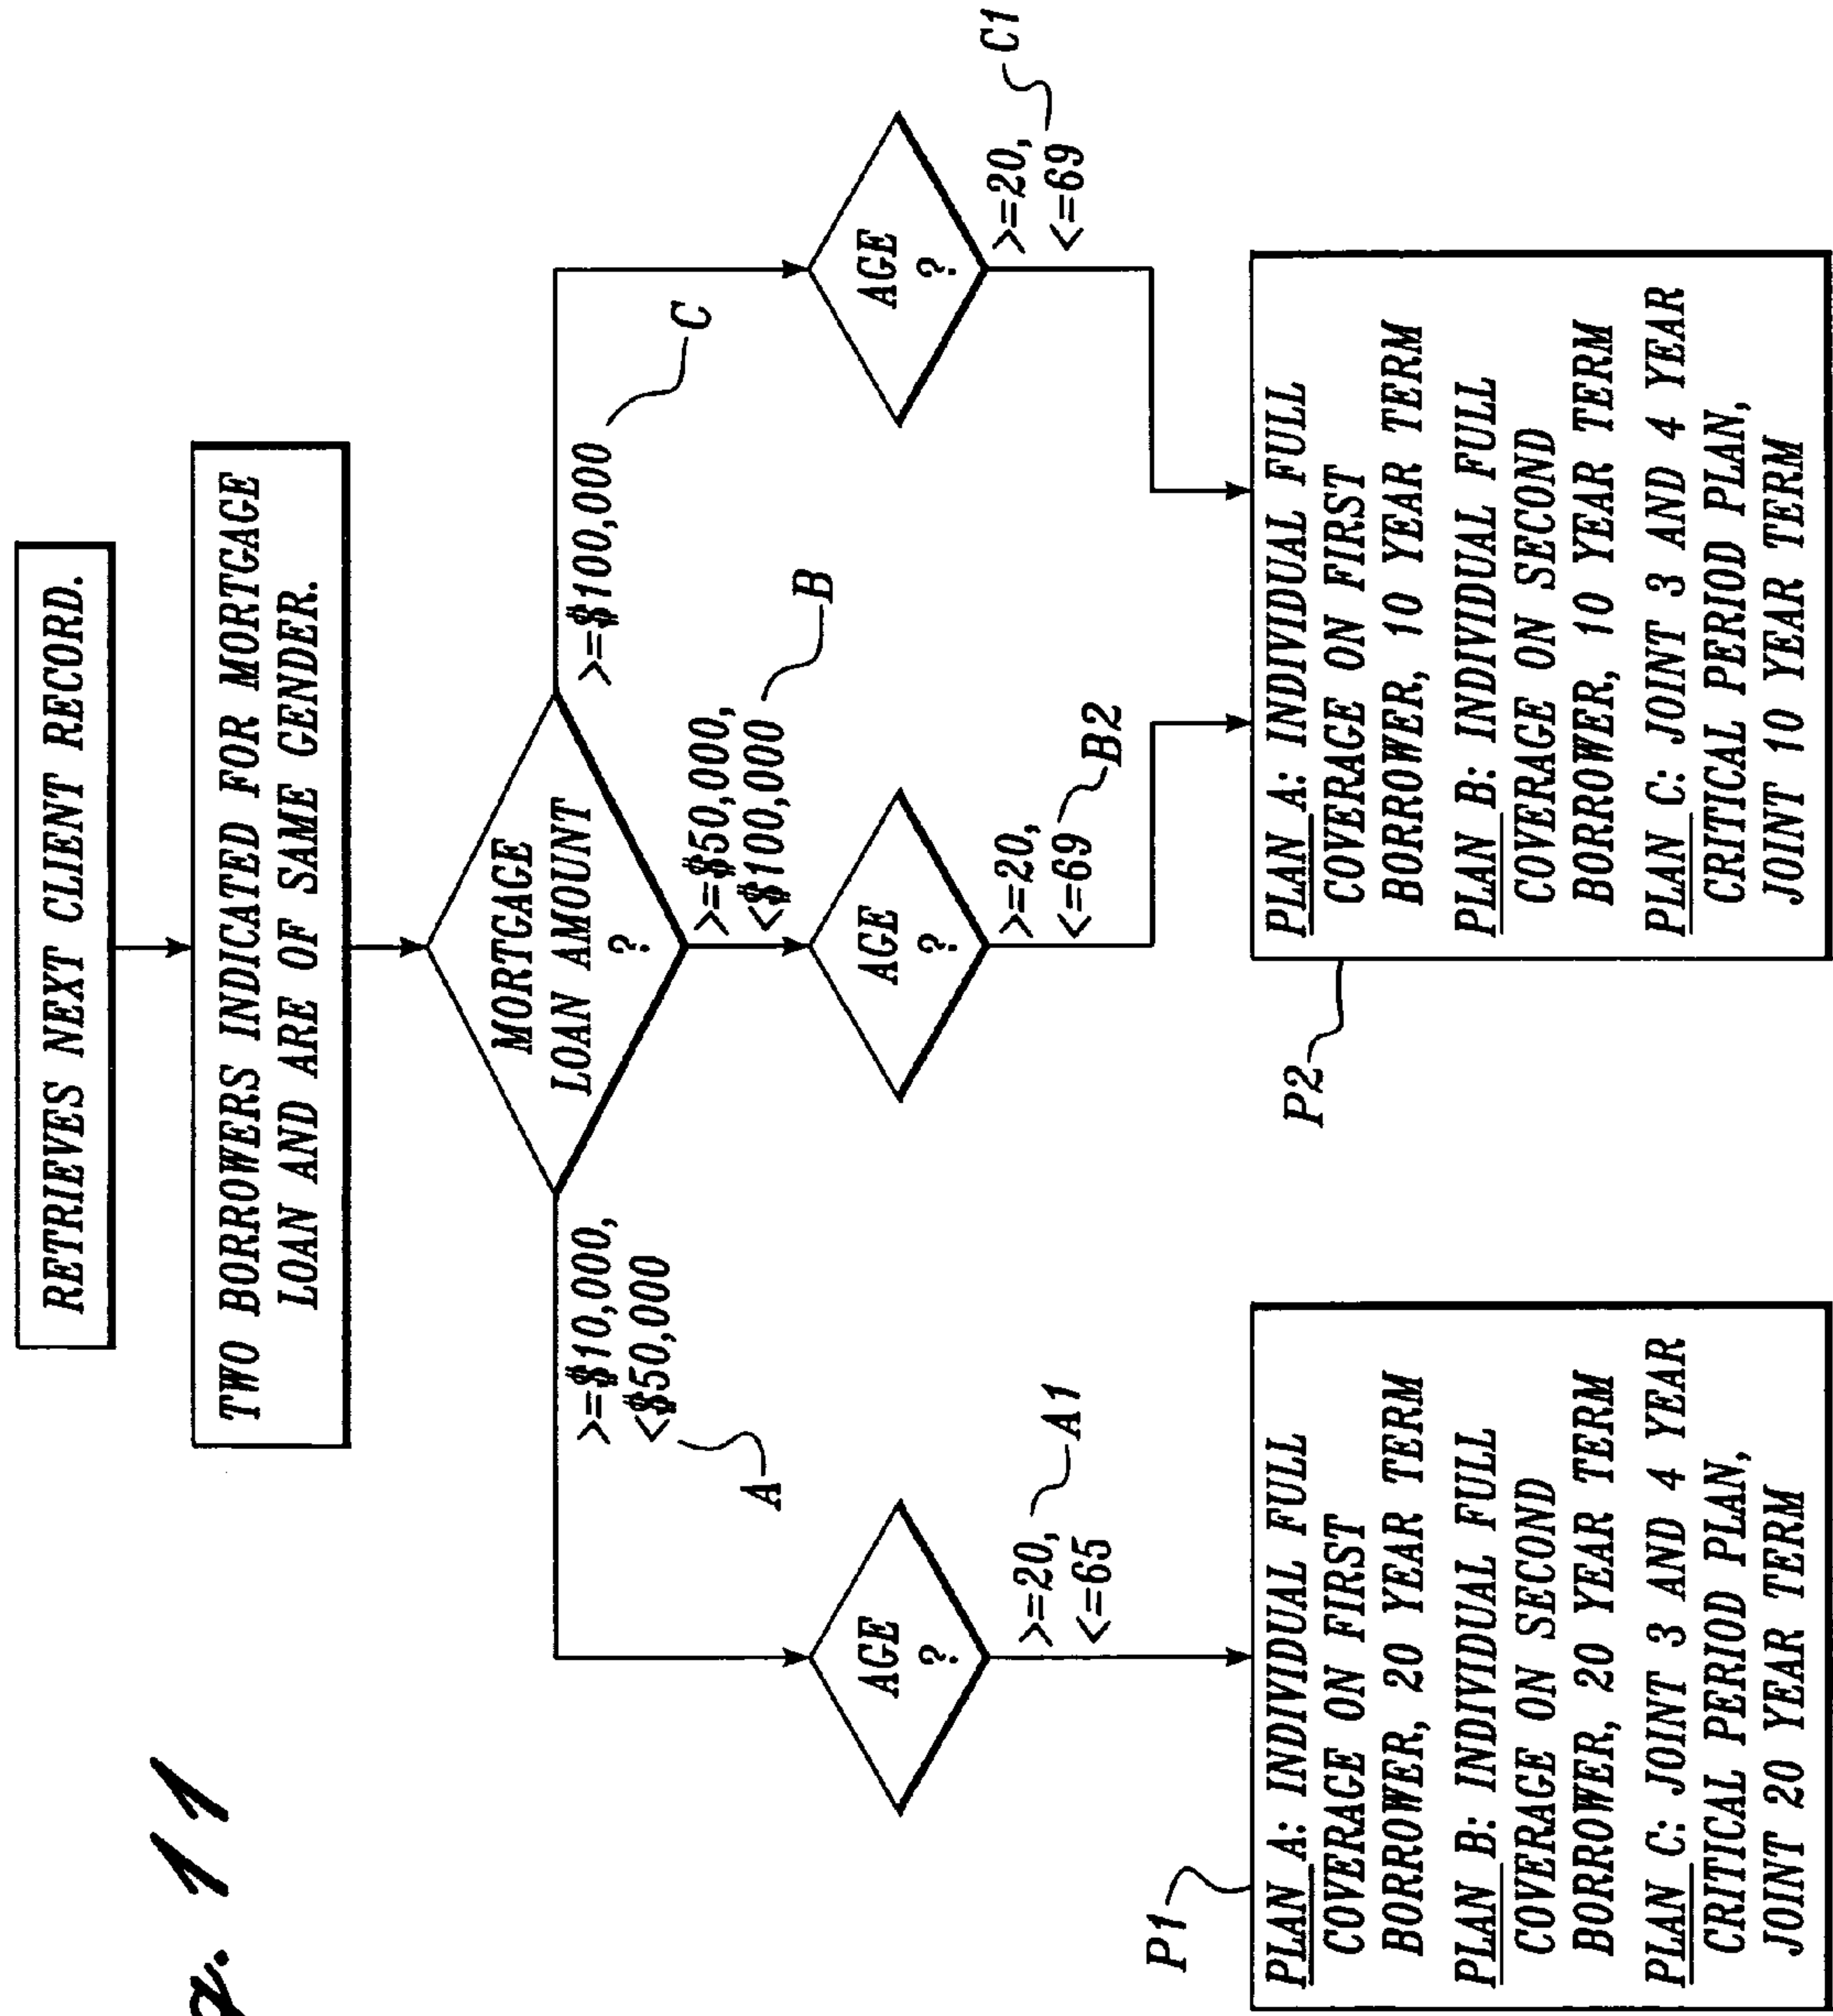 g. 11
RETRIEVES NEXT CLIENT RECORD.
TWO BORROWERS INDICATED FOR MORTGAGE
LOAN AND ARE OF SAME GENDER.
MORTGAGE
LOAN AMOUNT
?
>=$10,000,
<$50,000
A
>=$50,000,
<$100,000
B
>=$100,000
C
AGE
?
>=20,
<=65
A1
AGE
?
>=20,
<=69
B2
AGE
?
>=20,
<=69
C1
P1
PLAN A: INDIVIDUAL FULL
COVERAGE ON FIRST
BORROWER, 20 YEAR TERM
PLAN B: INDIVIDUAL FULL
COVERAGE ON SECOND
BORROWER, 20 YEAR TERM
PLAN C: JOINT 3 AND 4 YEAR
CRITICAL PERIOD PLAN,
JOINT 20 YEAR TERM
P2
PLAN A: INDIVIDUAL FULL
COVERAGE ON FIRST
BORROWER, 10 YEAR TERM
PLAN B: INDIVIDUAL FULL
COVERAGE ON SECOND
BORROWER, 10 YEAR TERM
PLAN C: JOINT 3 AND 4 YEAR
CRITICAL PERIOD PLAN,
JOINT 10 YEAR TERM